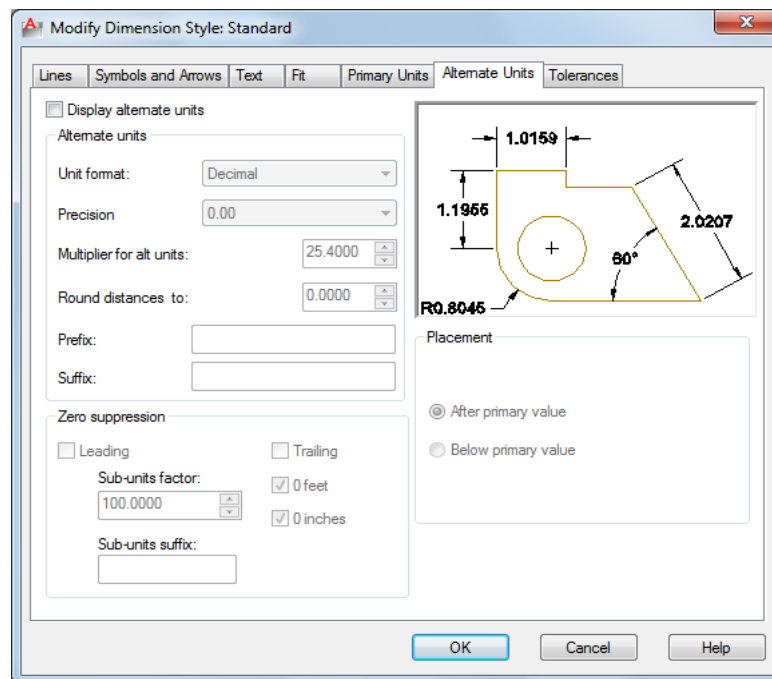 Modify Dimension Style: Standard
Lines Symbols and Arrows Text Fit Primary Units Alternate Units Tolerances
Display alternate units
Alternate units
Unit format: Decimal
Precision 0.00
Multiplier for alt units: 25.4000
Round distances to: 0.0000
Prefix:
Suffix:
Zero suppression
Leading
Sub-units factor:
100.0000
Sub-units suffix:
Trailing
0 feet
0 inches
1.0159
1.1955
2.0207
60°
R0.8045
Placement
After primary value
Below primary value
OK Cancel Help